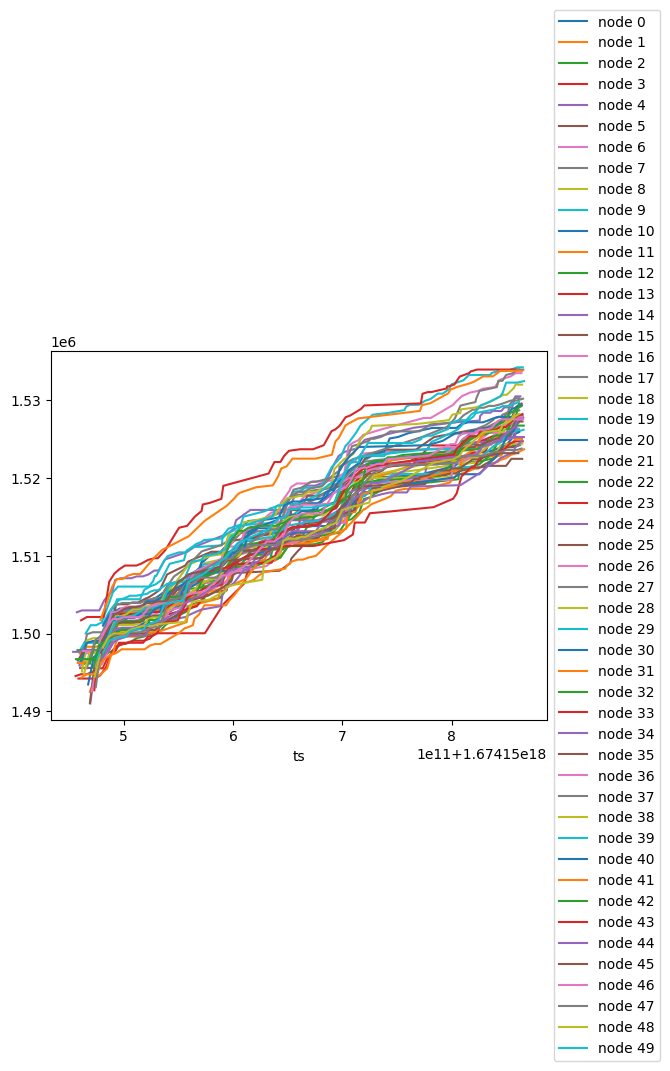 1e6
1.53
1.52
1.51
1.50
1.49
5
6
7
8
1e11+1.67415e18
ts
node 0
node 1
node 2
node 3
node 4
node 5
node 6
node 7
node 8
node 9
node 10
node 11
node 12
node 13
node 14
node 15
node 16
node 17
node 18
node 19
node 20
node 21
node 22
node 23
node 24
node 25
node 26
node 27
node 28
node 29
node 30
node 31
node 32
node 33
node 34
node 35
node 36
node 37
node 38
node 39
node 40
node 41
node 42
node 43
node 44
node 45
node 46
node 47
node 48
node 49